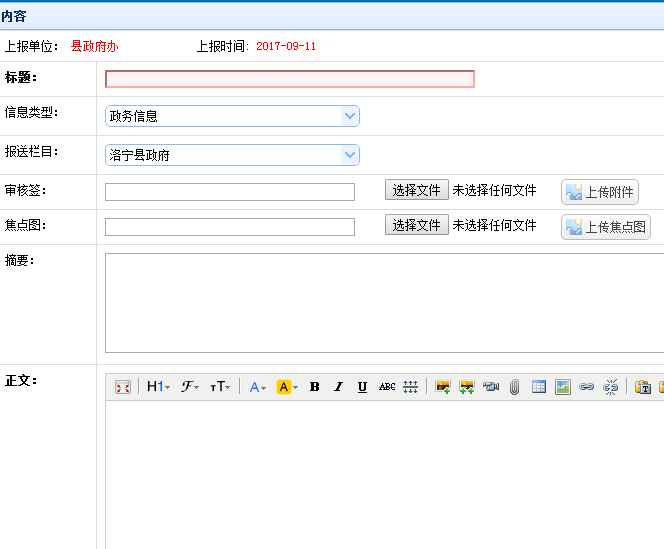 内容
上报单位： 县政府办 上报时间: 2017-09-11
标题：
信息类型： 政务信息
报送栏目： 洛宁县政府
审核签： 选择文件 未选择任何文件 上传附件
焦点图： 选择文件 未选择任何文件 上传焦点图
摘要：
正文： H1 ℱ тT A A B I U ABC